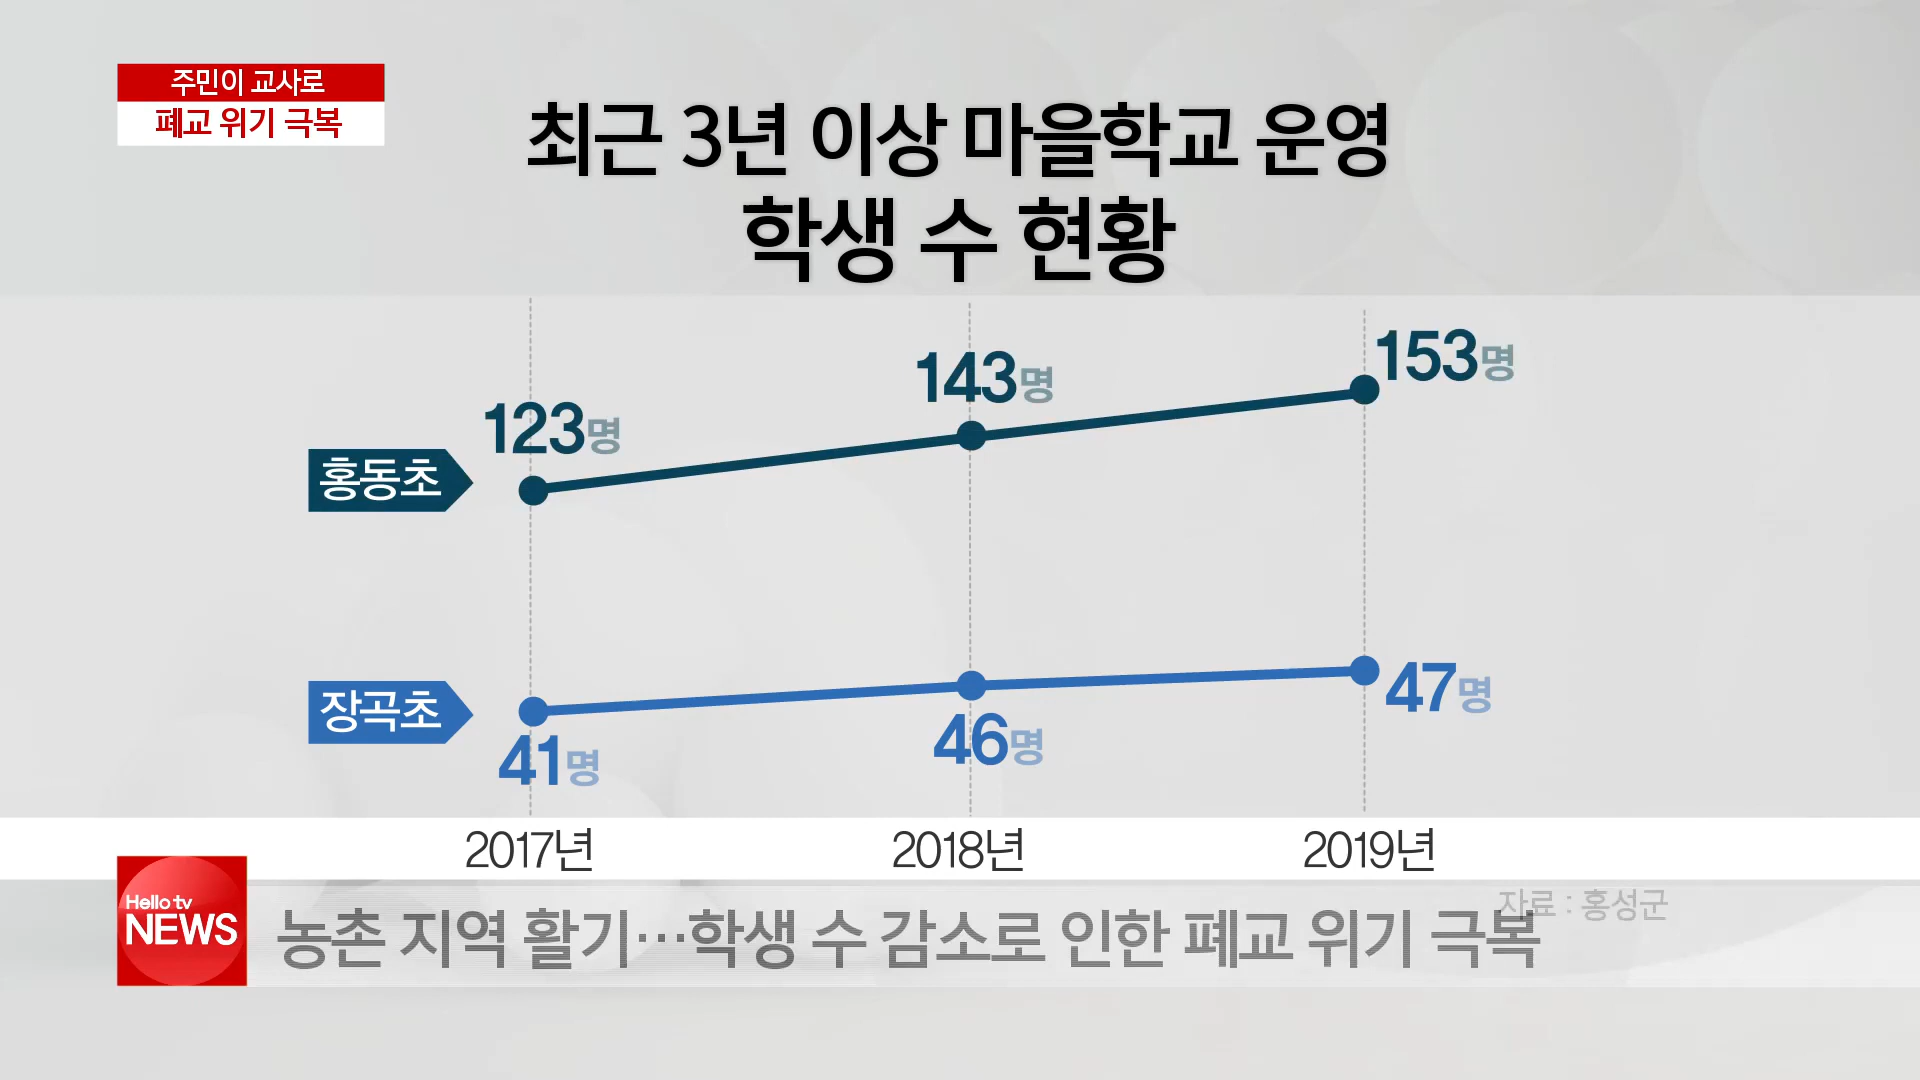 주민이 교사로
폐교 위기 극복
최근 3년 이상 마을학교 운영
학생 수 현황
123명
143명
153명
홍동초
장곡초
41명
46명
47명
2017년
2018년
2019년
자료 : 홍성군
Hello tv
NEWS
농촌 지역 활기…학생 수 감소로 인한 폐교 위기 극복